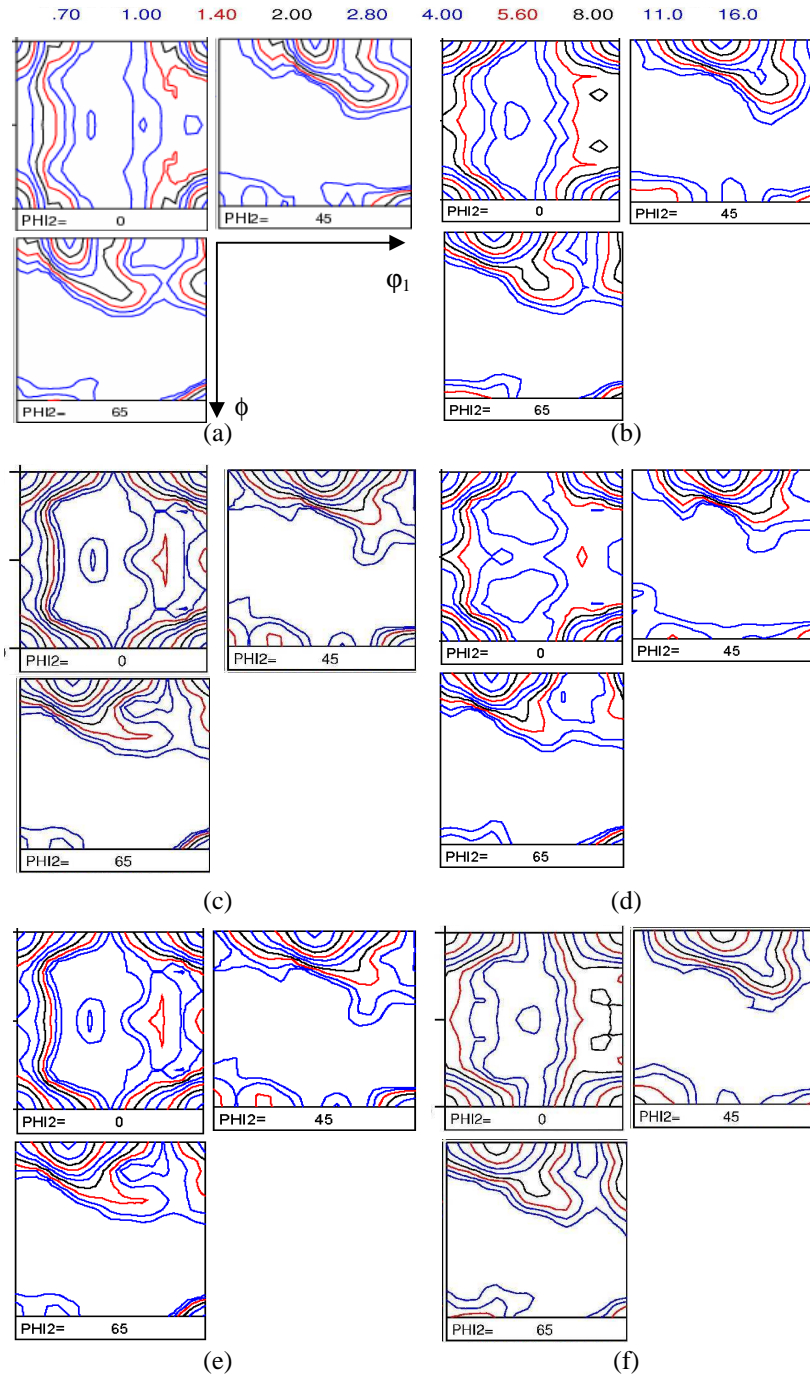 .70 1.00 1.40 2.00 2.80 4.00 5.60 8.00 11.0 16.0
PHI2= 0
PHI2= 45
PHI2= 0
PHI2= 45
φ1
PHI2= 65
ϕ
PHI2= 65
(a)
(b)
PHI2= 0
PHI2= 45
PHI2= 0
PHI2= 45
PHI2= 65
PHI2= 65
(c)
(d)
PHI2= 0
PHI2= 45
PHI2= 0
PHI2= 45
PHI2= 65
PHI2= 65
(e)
(f)